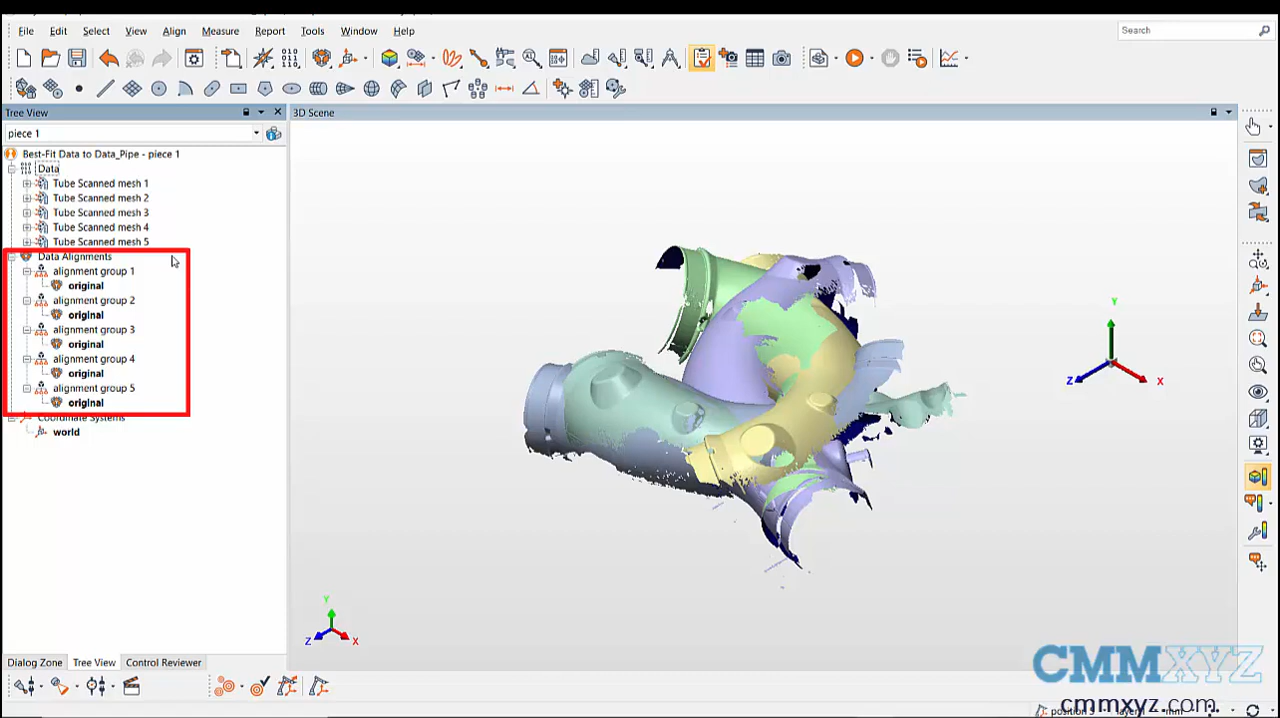 File Edit Select View Align Measure Report Tools Window Help
Search
Tree View
3D Scene
piece 1
Best-Fit Data to Data_Pipe - piece 1
Data
Tube Scanned mesh 1
Tube Scanned mesh 2
Tube Scanned mesh 3
Tube Scanned mesh 4
Tube Scanned mesh 5
Data Alignments
alignment group 1
original
alignment group 2
original
alignment group 3
original
alignment group 4
original
alignment group 5
original
Coordinate Systems
world
Y
Z
X
Y
Z
X
Dialog Zone Tree View Control Reviewer
CMMXYZ
cmmxyz.com